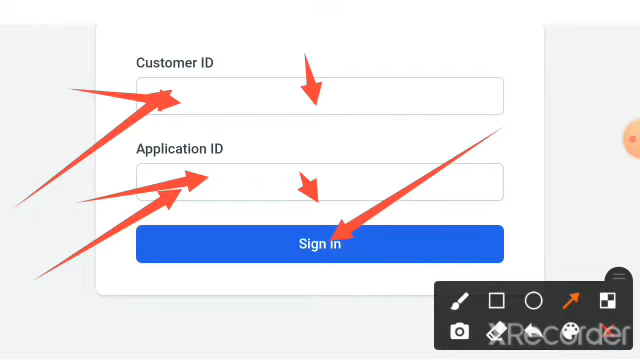 Customer ID
Application ID
Sign in
XRecorder